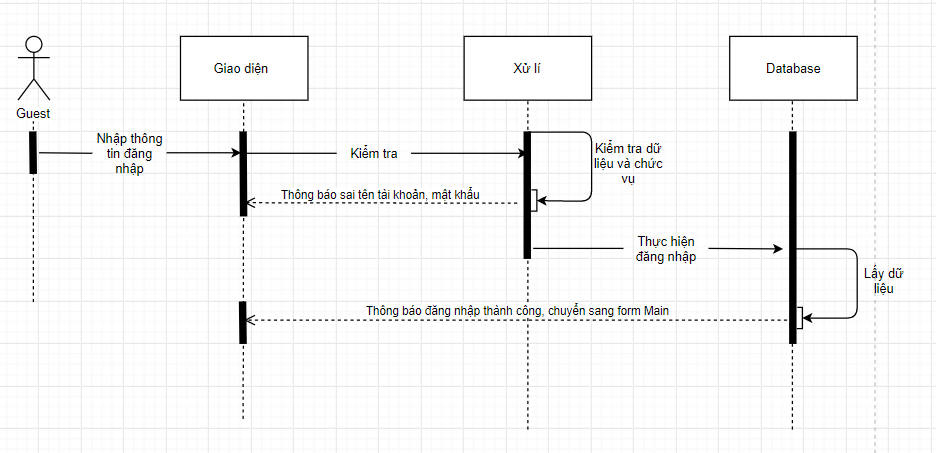 Giao diện
Xử lí
Database
Guest
Nhập thông
tin đăng
nhập
Kiểm tra
Kiểm tra dữ
liệu và chức
vụ
Thông báo sai tên tài khoản, mật khẩu
Thực hiện
đăng nhập
Lấy dữ
liệu
Thông báo đăng nhập thành công, chuyển sang form Main